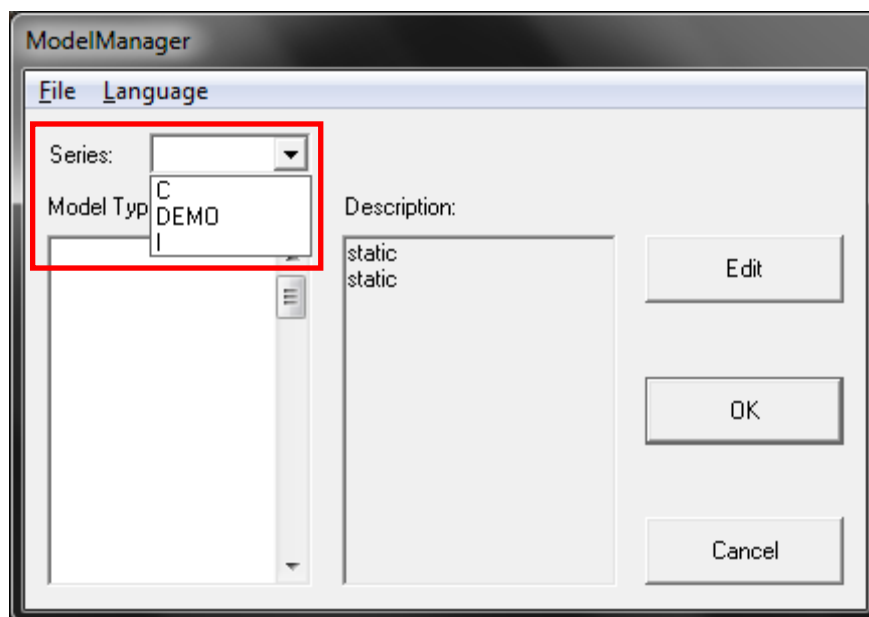 ModelManager
File Language
Series:
C
DEMO
I
Model Typ
Description:
static
static
Edit
OK
Cancel